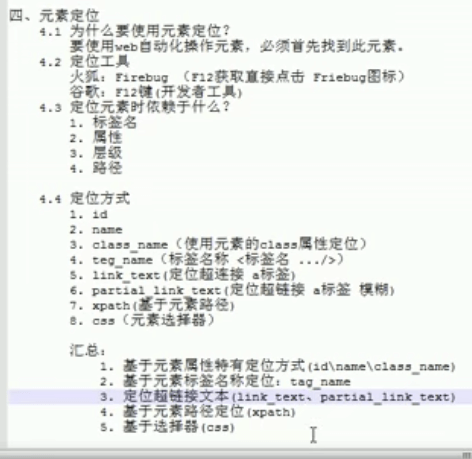 四、元素定位
4.1 为什么要使用元素定位？
要使用web自动化操作元素，必须首先找到此元素。
4.2 定位工具
火狐：Firebug （F12获取直接点击 Friebug图标）
谷歌：F12键(开发者工具)
4.3 定位元素时依赖于什么？
1. 标签名
2. 属性
3. 层级
4. 路径
4.4 定位方式
1. id
2. name
3. class_name（使用元素的class属性定位）
4. teg_name（标签名称 <标签名 .../>）
5. link_text(定位超连接 a标签)
6. partial_link_text(定位超链接 a标签 模糊)
7. xpath(基于元素路径)
8. css（元素选择器）
汇总：
1. 基于元素属性特有定位方式(id\name\class_name)
2. 基于元素标签名称定位：tag_name
3. 定位超链接文本(link_text、partial_link_text)
4. 基于元素路径定位(xpath)
5. 基于选择器(css)